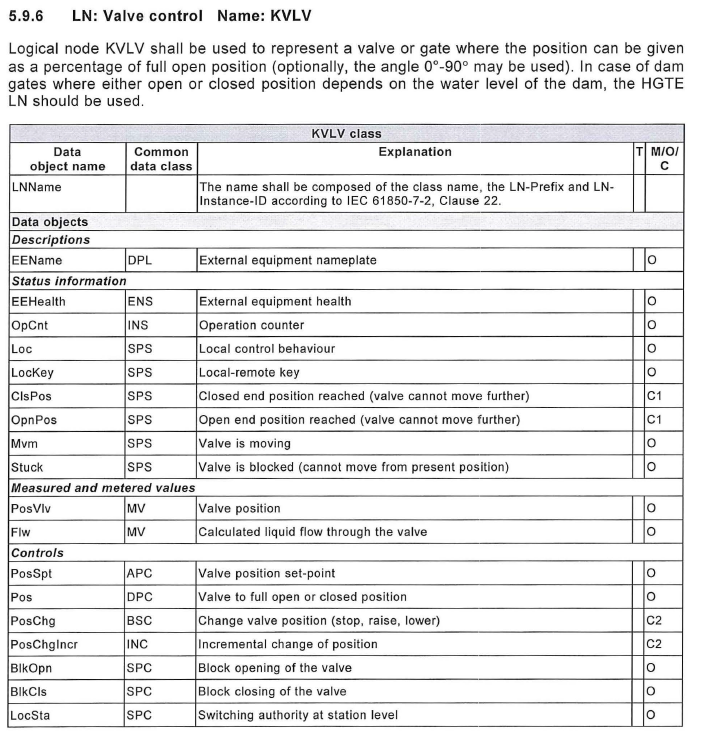 5.9.6 LN: Valve control Name: KVLV
Logical node KVLV shall be used to represent a valve or gate where the position can be given
as a percentage of full open position (optionally, the angle 0°-90° may be used). In case of dam
gates where either open or closed position depends on the water level of the dam, the HGTE
LN should be used.
KVLV class
Data object name Common data class Explanation T M/O/C
LNName The name shall be composed of the class name, the LN-Prefix and LN-
Instance-ID according to IEC 61850-7-2, Clause 22.
Data objects
Descriptions
EEName DPL External equipment nameplate O
Status information
EEHealth ENS External equipment health O
OpCnt INS Operation counter O
Loc SPS Local control behaviour O
LocKey SPS Local-remote key O
ClsPos SPS Closed end position reached (valve cannot move further) C1
OpnPos SPS Open end position reached (valve cannot move further) C1
Mvm SPS Valve is moving O
Stuck SPS Valve is blocked (cannot move from present position) O
Measured and metered values
PosVlv MV Valve position O
Flw MV Calculated liquid flow through the valve O
Controls
PosSpt APC Valve position set-point O
Pos DPC Valve to full open or closed position O
PosChg BSC Change valve position (stop, raise, lower) C2
PosChgIncr INC Incremental change of position C2
BlkOpn SPC Block opening of the valve O
BlkCls SPC Block closing of the valve O
LocSta SPC Switching authority at station level O